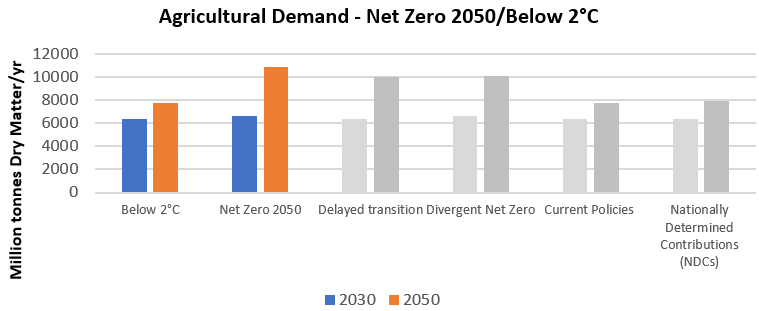 Agricultural Demand - Net Zero 2050/Below 2°C
Million tonnes Dry Matter/yr
12000
10000
8000
6000
4000
2000
0
Below 2°C
Net Zero 2050
Delayed transition
Divergent Net Zero
Current Policies
Nationally
Determined
Contributions
(NDCs)
2030
2050